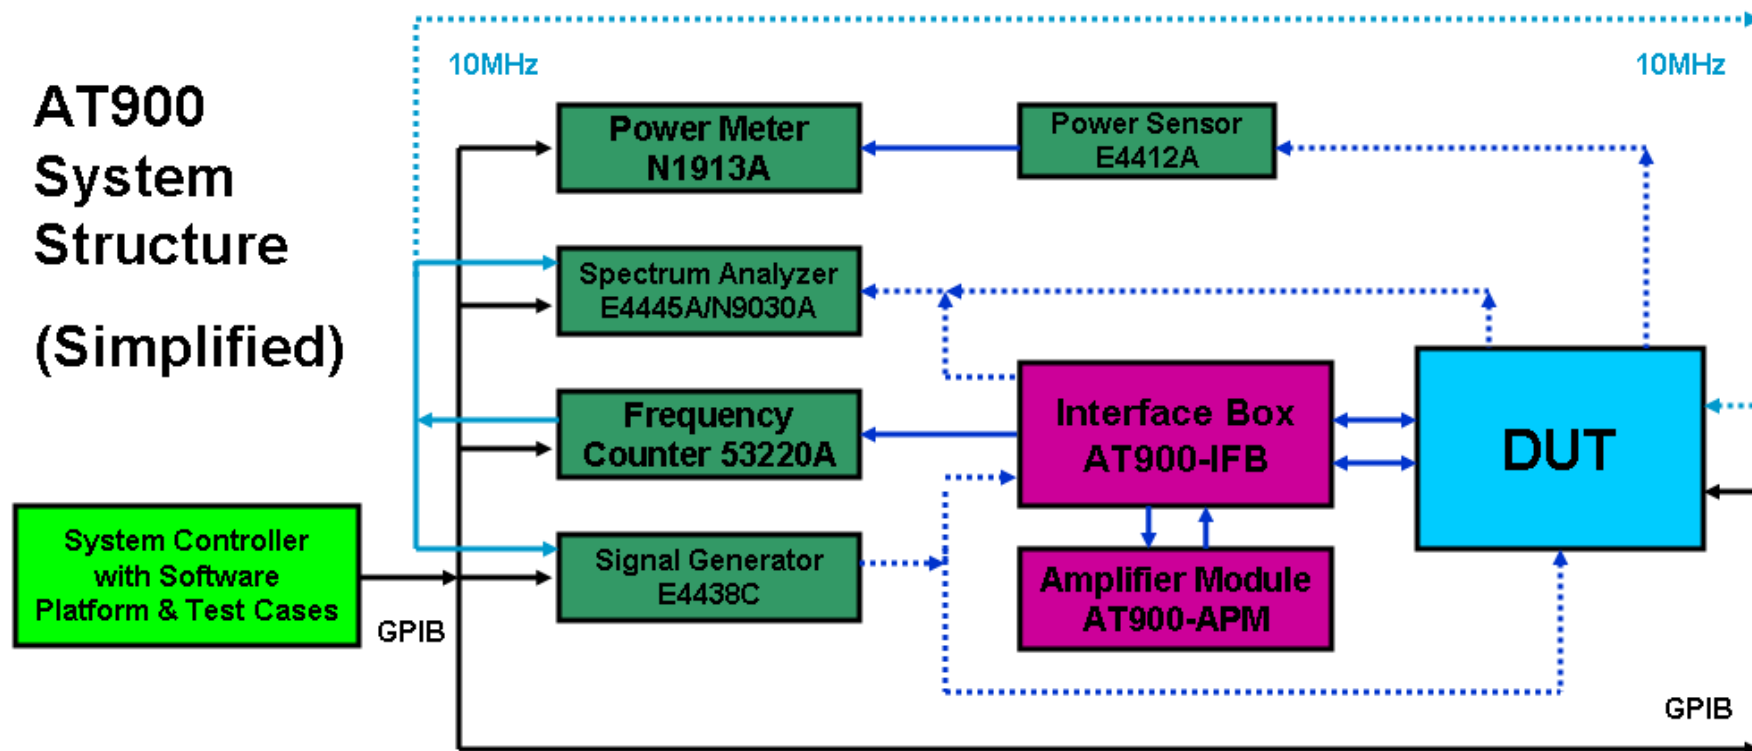 AT900
System
Structure
(Simplified)
10MHz
10MHz
Power Meter
N1913A
Power Sensor
E4412A
Spectrum Analyzer
E4445A/N9030A
Frequency
Counter 53220A
Interface Box
AT900-IFB
DUT
System Controller
with Software
Platform & Test Cases
GPIB
Signal Generator
E4438C
Amplifier Module
AT900-APM
GPIB